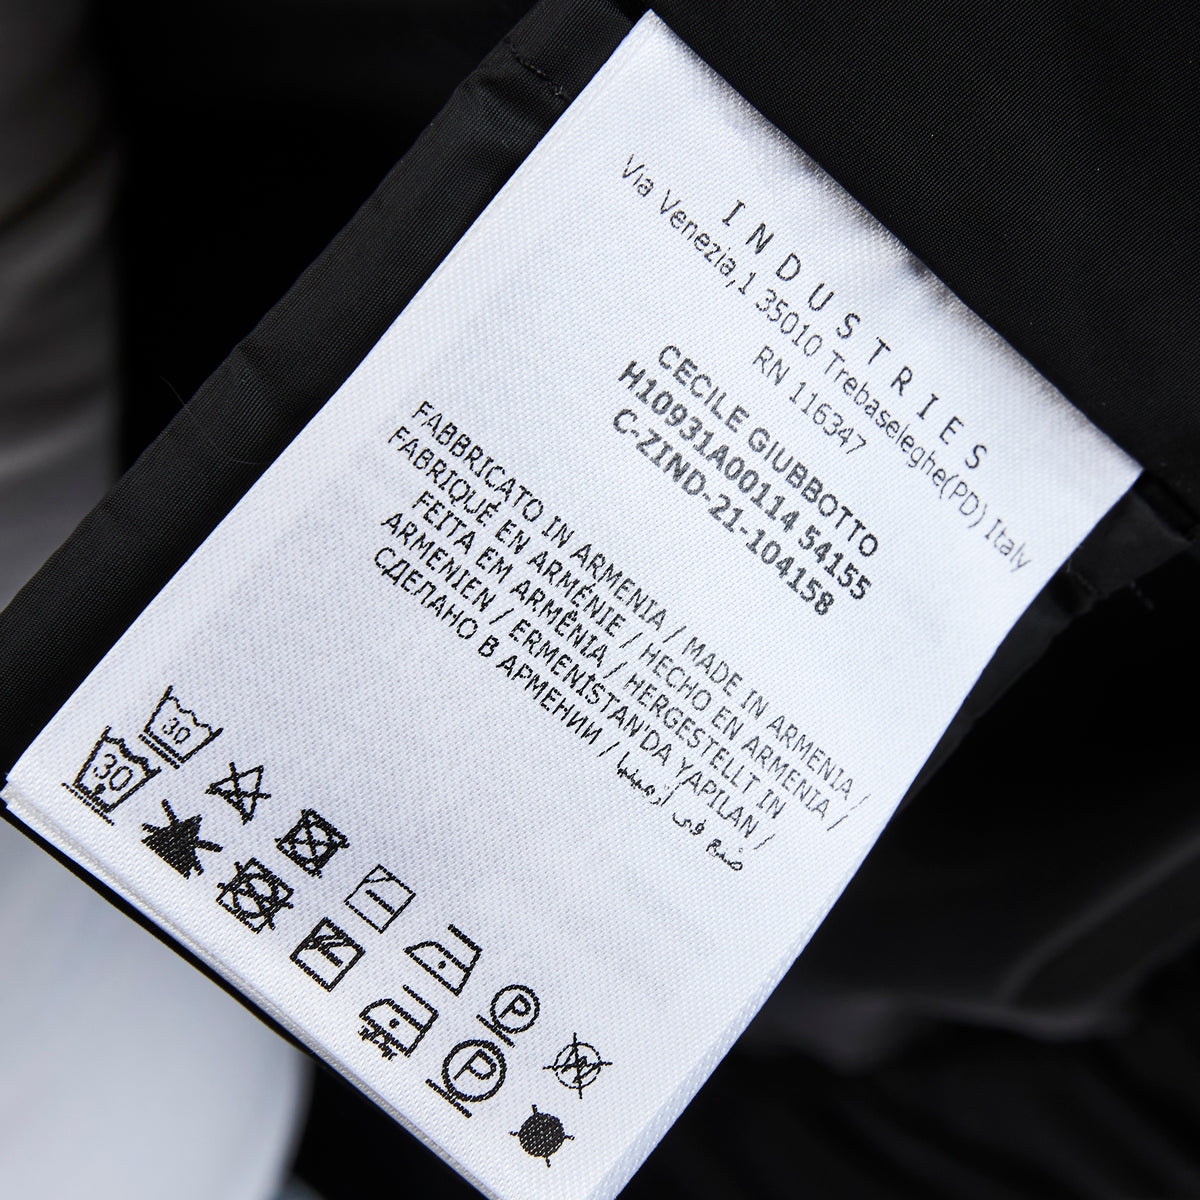 INDUSTRIES
Via Venezia,1 35010 Trebaseleghe(PD) Italy
RN 116347
CECILE GIUBBOTTO
H10931A00114 54155
C-ZIND-21-104158
FABBRICATO IN ARMENIA / MADE IN ARMENIA /
FABRIQUÉ EN ARMÉNIE / HECHO EN ARMENIA /
FEITA EM ARMÊNIA / HERGESTELLT IN
ARMENIEN / ERMENİSTAN'DA YAPILAN /
СДЕЛАНО В АРМЕНИИ / صنع في أرمينيا
30
P
W
30
P